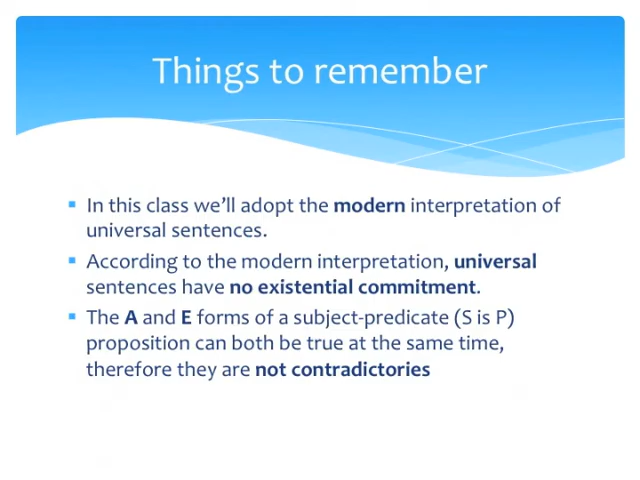 Things to remember
▪ In this class we’ll adopt the modern interpretation of
universal sentences.
▪ According to the modern interpretation, universal
sentences have no existential commitment.
▪ The A and E forms of a subject-predicate (S is P)
proposition can both be true at the same time,
therefore they are not contradictories